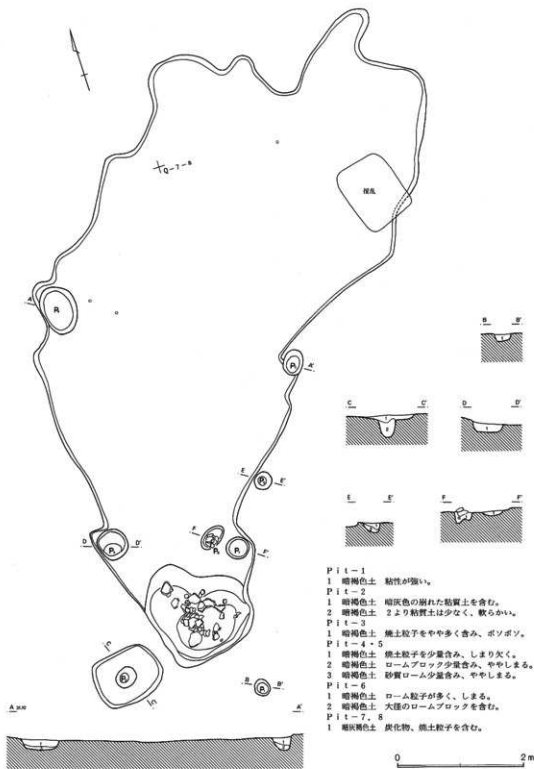 Q-7-8
攪乱
A
A'
B B'
C C'
D D'
E E'
F F'
E E'
D D'
F
F'
B B'
A A'
Pit-1
1 暗褐色土 粘性が強い。
Pit-2
1 暗褐色土 暗灰色の崩れた粘質土を含む。
2 暗褐色土 2より粘質土は少なく、軟らかい。
Pit-3
1 暗褐色土 焼土粒子をやや多く含み、ボソボソ。
Pit-4・5
1 暗褐色土 焼土粒子を少量含み、しまり欠く。
2 暗褐色土 ロームブロック少量含み、ややしまる。
3 暗褐色土 砂質ローム少量含み、ややしまる。
Pit-6
1 暗褐色土 ローム粒子が多く、しまる。
2 暗褐色土 大径のロームブロックを含む。
Pit-7, 8
1 暗灰褐色土 炭化物、焼土粒子を含む。
0 2m